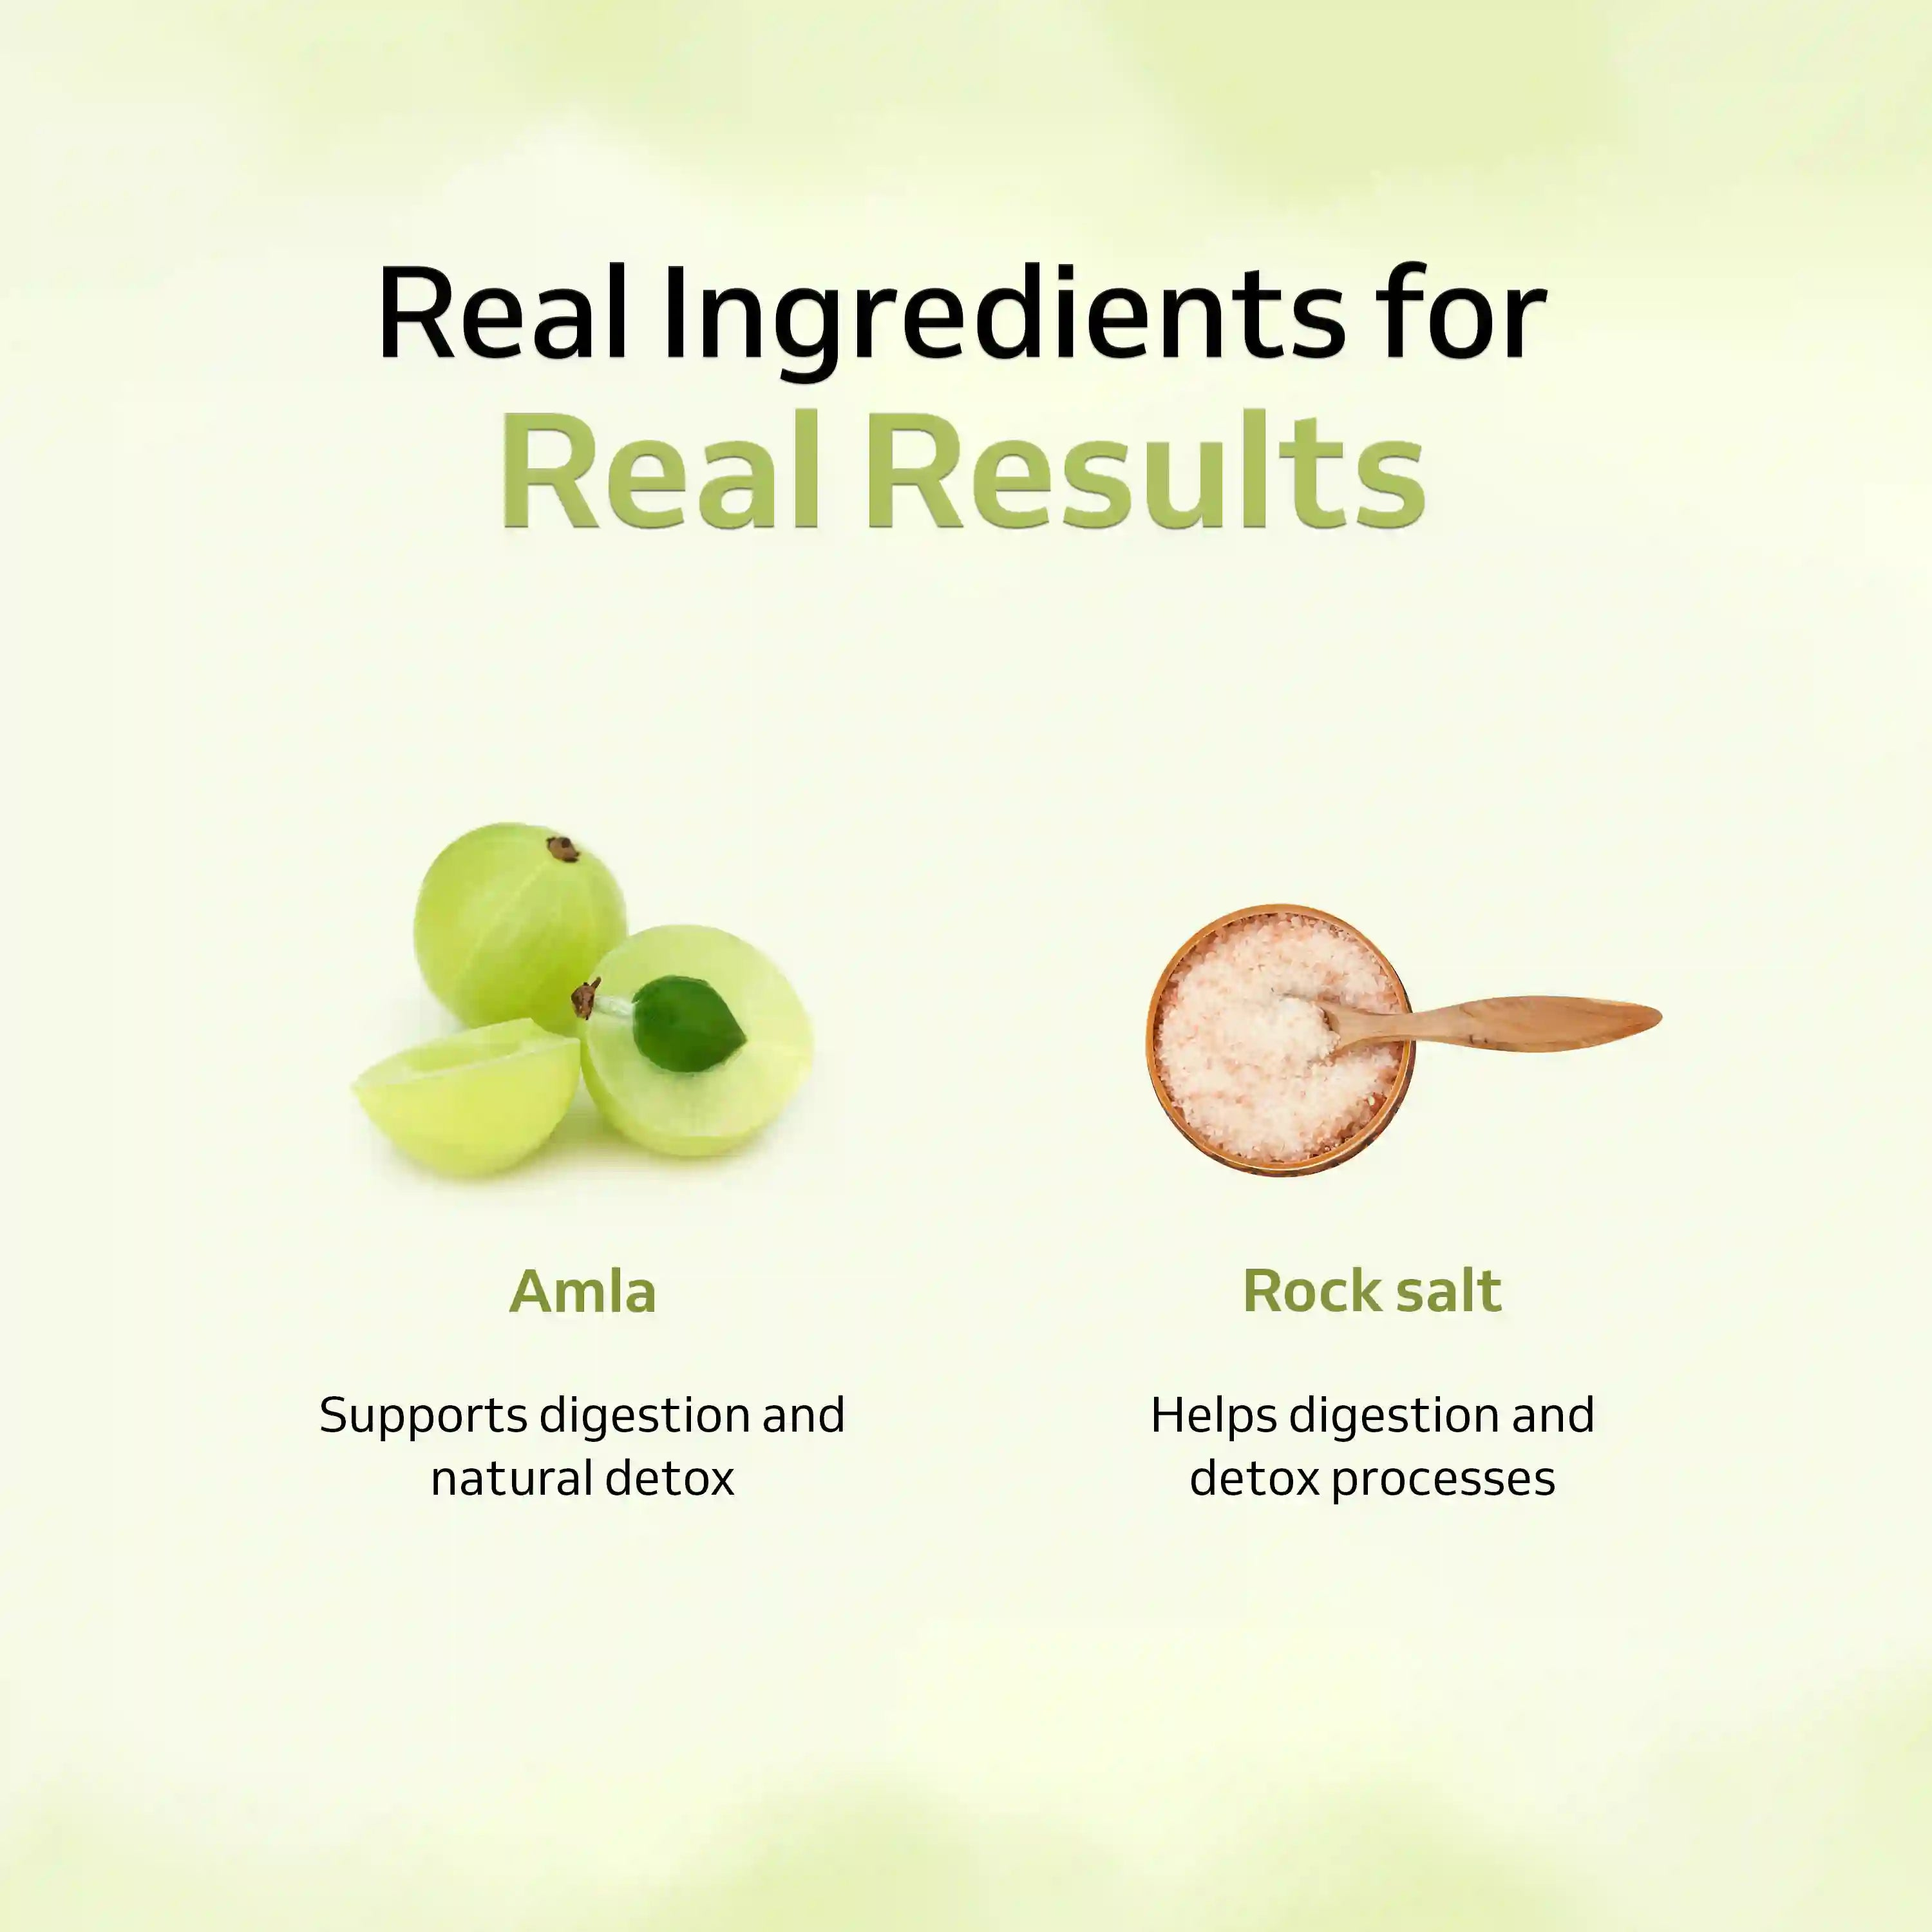 Real Ingredients for
Real Results
Amla
Supports digestion and
natural detox
Rock salt
Helps digestion and
detox processes